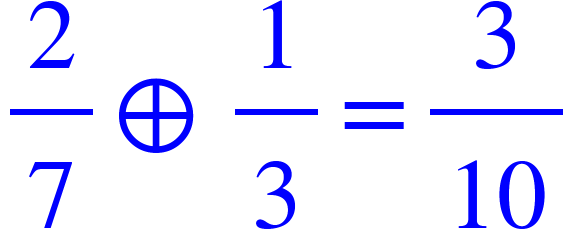 2/7 ⊕ 1/3 = 3/10